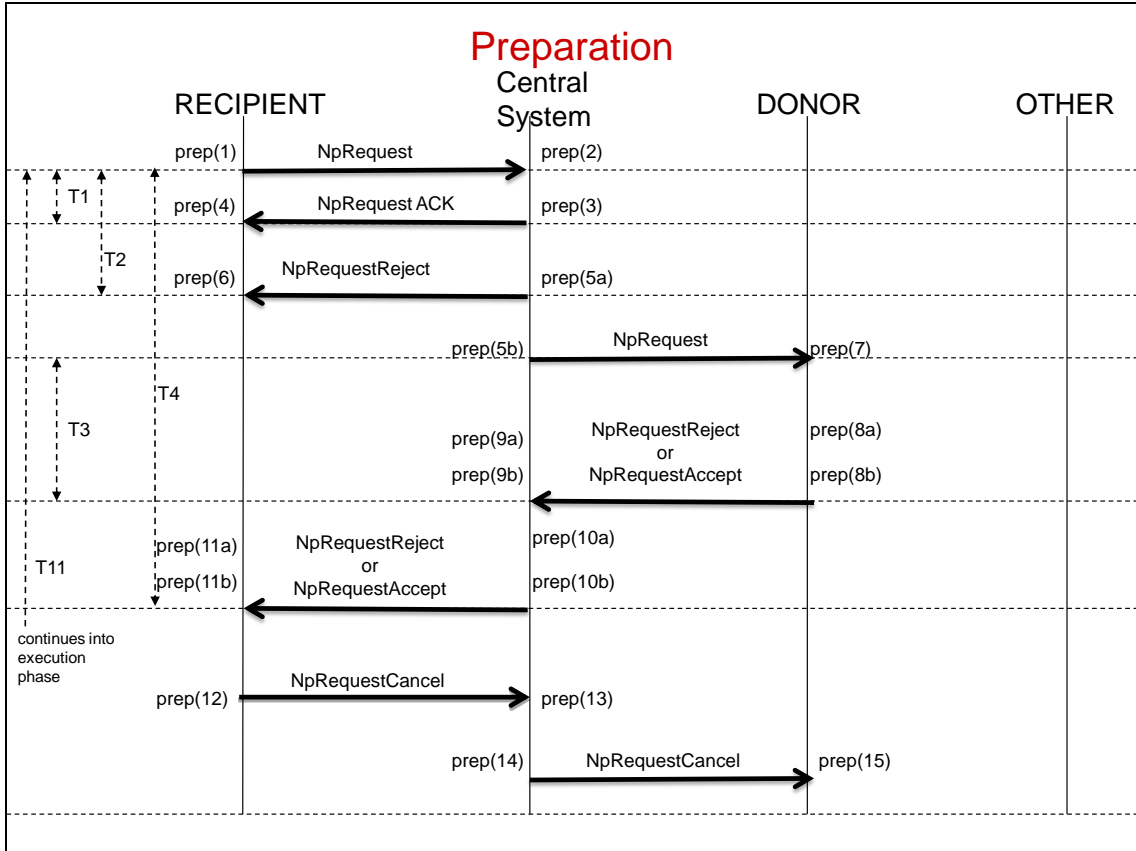 Preparation
RECIPIENT
Central
System
DONOR
OTHER
prep(1)
NpRequest
prep(2)
T1
prep(4)
NpRequest ACK
prep(3)
T2
prep(6)
NpRequestReject
prep(5a)
prep(5b)
NpRequest
prep(7)
T4
T3
prep(9a)
NpRequestReject
prep(8a)
or
prep(9b)
NpRequestAccept
prep(8b)
prep(11a)
NpRequestReject
prep(10a)
T11
or
prep(11b)
NpRequestAccept
prep(10b)
continues into
execution
phase
prep(12)
NpRequestCancel
prep(13)
prep(14)
NpRequestCancel
prep(15)